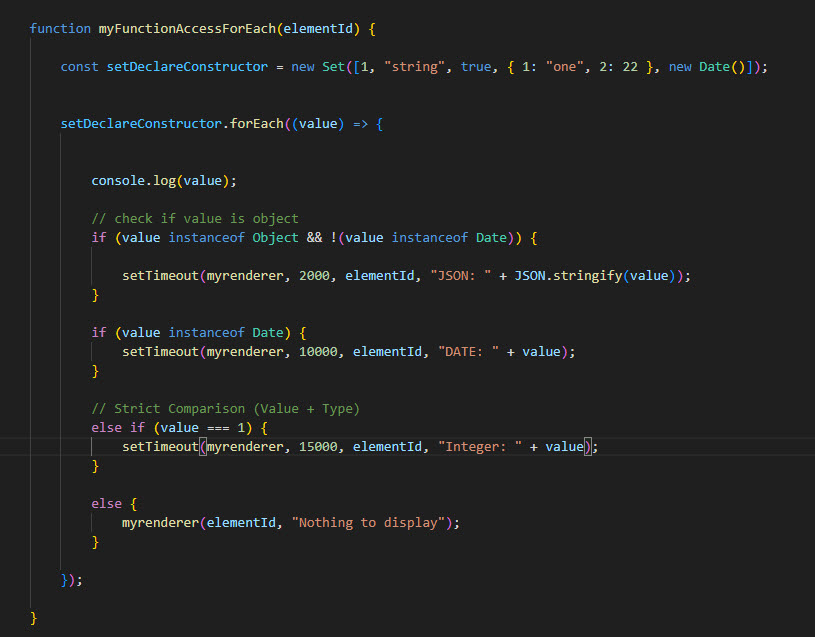 function myFunctionAccessForEach(elementId) {
const setDeclareConstructor = new Set([1, "string", true, { 1: "one", 2: 22 }, new Date()]);
setDeclareConstructor.forEach((value) => {
console.log(value);
// check if value is object
if (value instanceof Object && !(value instanceof Date)) {
setTimeout(myrenderer, 2000, elementId, "JSON: " + JSON.stringify(value));
}
if (value instanceof Date) {
setTimeout(myrenderer, 10000, elementId, "DATE: " + value);
}
// Strict Comparison (Value + Type)
else if (value === 1) {
setTimeout(myrenderer, 15000, elementId, "Integer: " + value);
}
else {
myrenderer(elementId, "Nothing to display");
}
});
}